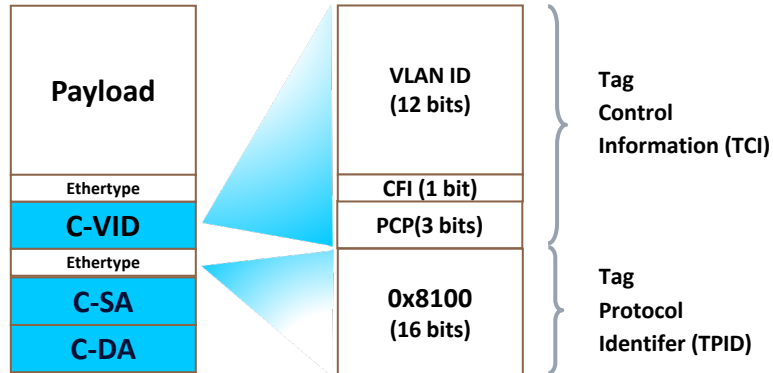 Payload
Ethertype
C-VID
Ethertype
C-SA
C-DA
VLAN ID
(12 bits)
CFI (1 bit)
PCP(3 bits)
0x8100
(16 bits)
Tag
Control
Information (TCI)
Tag
Protocol
Identifer (TPID)